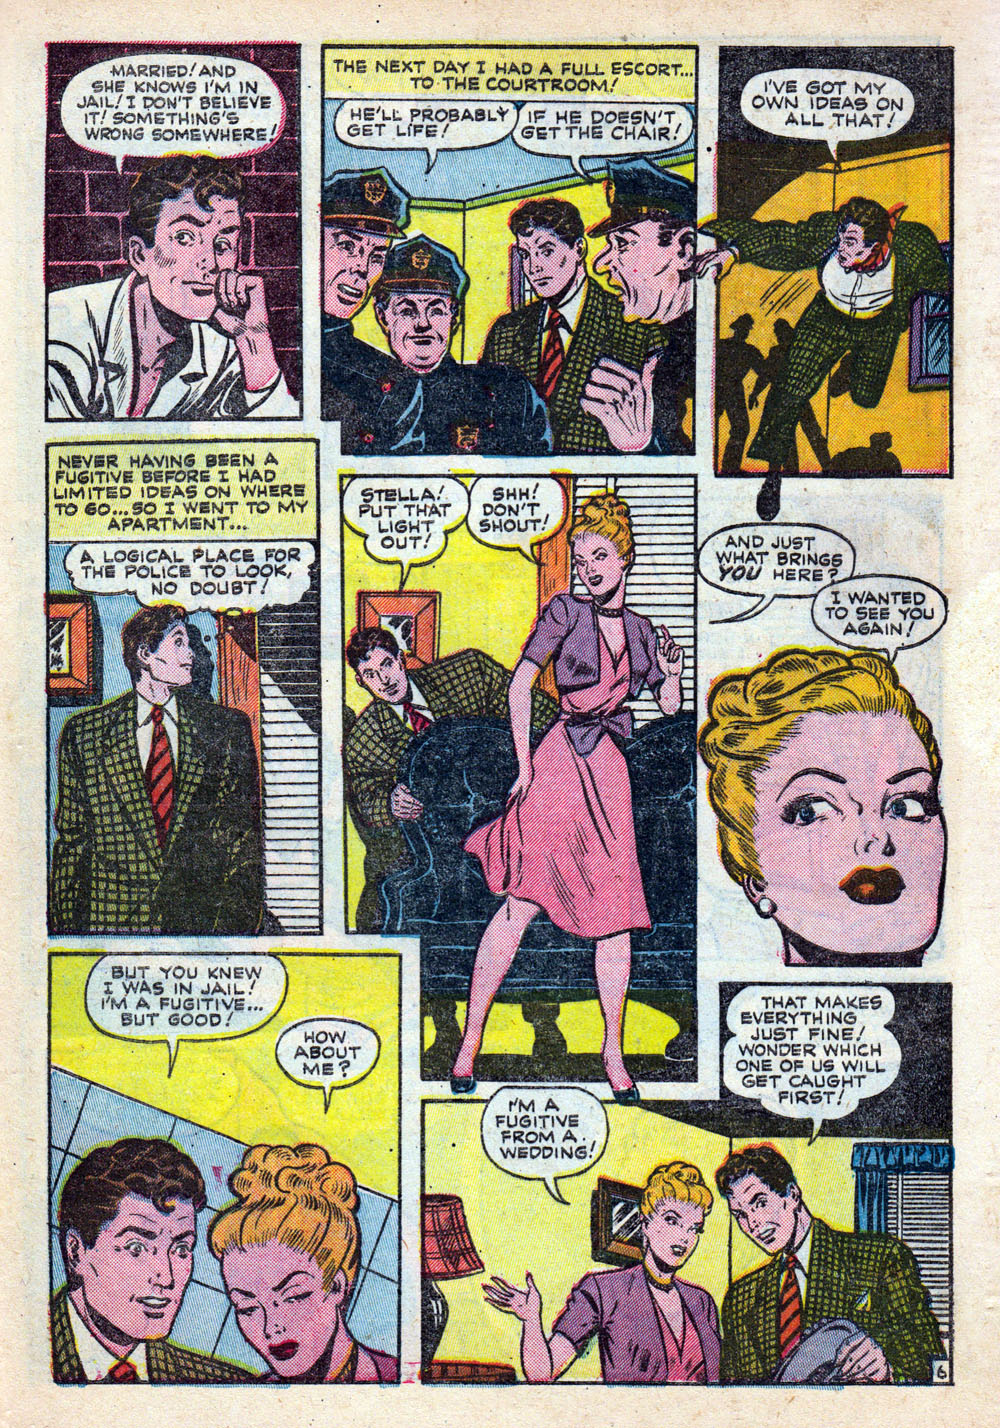 MARRIED! AND
SHE KNOWS I'M IN
JAIL! I DON'T BELIEVE
IT! SOMETHING'S
WRONG SOMEWHERE!
THE NEXT DAY I HAD A FULL ESCORT...
TO THE COURTROOM!
HE'LL PROBABLY
GET LIFE!
IF HE DOESN'T
GET THE CHAIR!
I'VE GOT MY
OWN IDEAS ON
ALL THAT!
NEVER HAVING BEEN A
FUGITIVE BEFORE I HAD
LIMITED IDEAS ON WHERE
TO GO... SO I WENT TO MY
APARTMENT...
A LOGICAL PLACE FOR
THE POLICE TO LOOK,
NO DOUBT!
STELLA!
PUT THAT
LIGHT
OUT!
SHH!
DON'T
SHOUT!
AND JUST
WHAT BRINGS
YOU HERE?
I WANTED
TO SEE YOU
AGAIN!
BUT YOU KNEW
I WAS IN JAIL!
I'M A FUGITIVE...
BUT GOOD!
HOW
ABOUT
ME?
I'M A
FUGITIVE
FROM A
WEDDING!
THAT MAKES
EVERYTHING
JUST FINE!
WONDER WHICH
ONE OF US WILL
GET CAUGHT
FIRST!
6